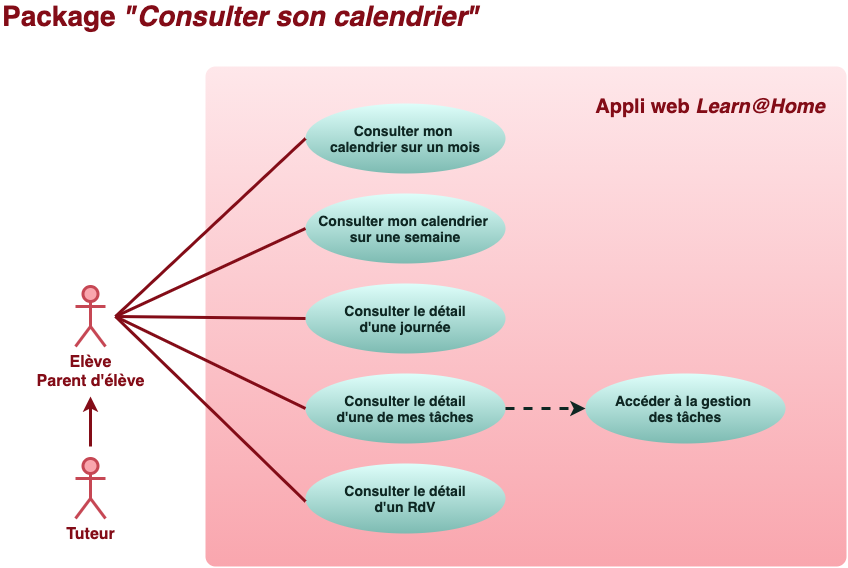 Package "Consulter son calendrier"
Appli web Learn@Home
Consulter mon
calendrier sur un mois
Consulter mon calendrier
sur une semaine
Consulter le détail
d'une journée
Elève
Parent d'élève
Consulter le détail
d'une de mes tâches
Accéder à la gestion
des tâches
Consulter le détail
d'un RdV
Tuteur